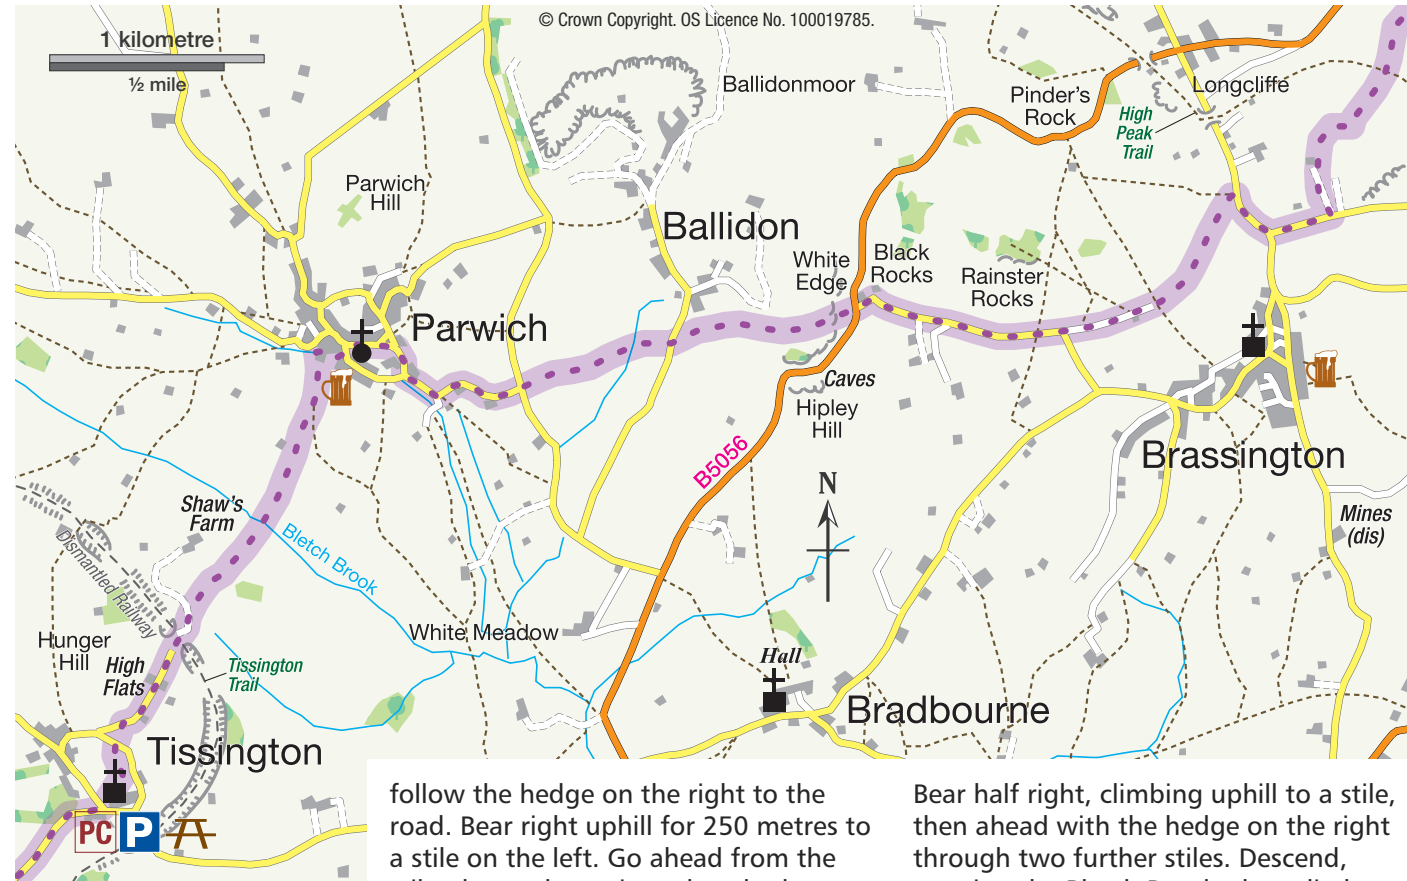 © Crown Copyright. OS Licence No. 100019785.
1 kilometre
½ mile
Ballidonmoor
Longcliffe
Pinder's
Rock
High
Peak
Trail
Parwich
Hill
Ballidon
White
Edge
Black
Rocks
Rainster
Rocks
Parwich
Caves
Hipley
Hill
B5056
Brassington
N
Mines
(dis)
Shaw's
Farm
Bletch Brook
Dismantled Railway
White Meadow
Hunger
Hill
High
Flats
Tissington
Trail
Hall
Bradbourne
Tissington
PC
P
follow the hedge on the right to the
road. Bear right uphill for 250 metres to
a stile on the left. Go ahead from the
Bear half right, climbing uphill to a stile,
then ahead with the hedge on the right
through two further stiles. Descend,